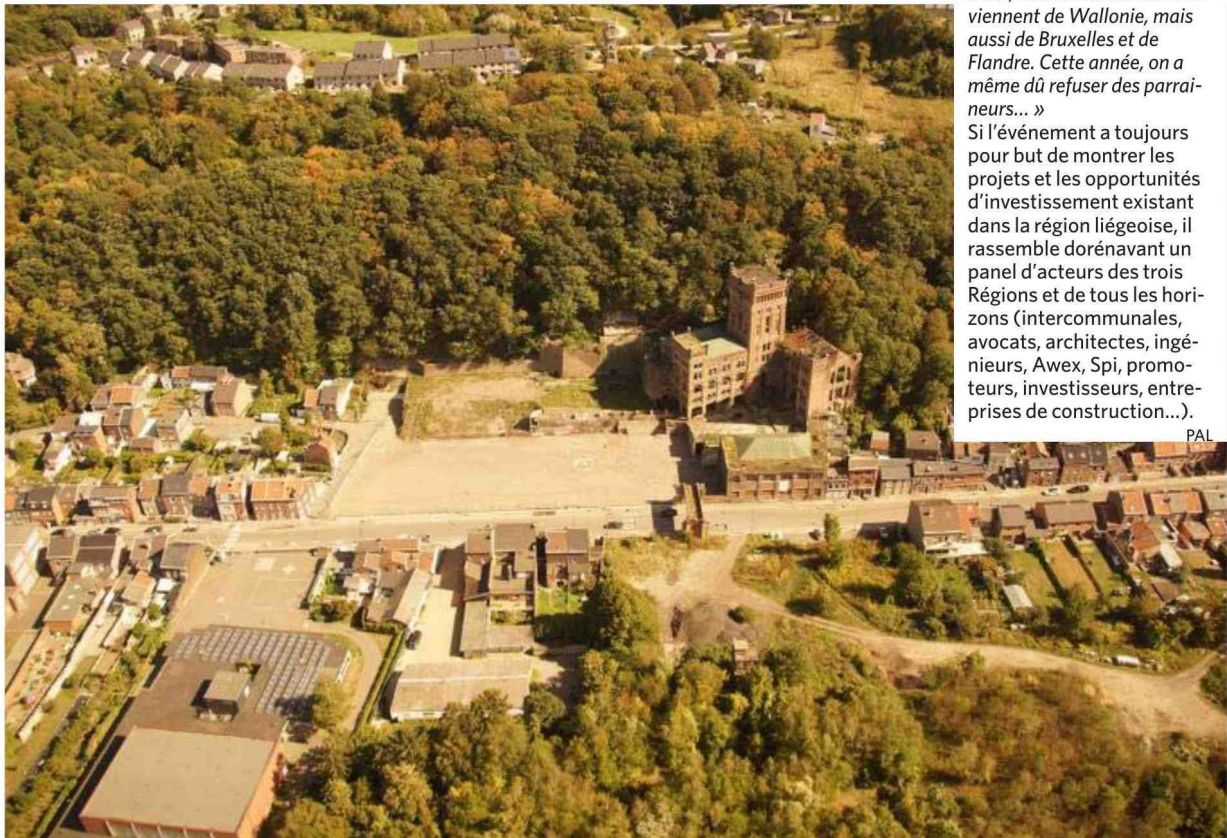 viennent de Wallonie, mais
aussi de Bruxelles et de
Flandre. Cette année, on a
même dû refuser des parrai-
neurs... »
Si l’événement a toujours
pour but de montrer les
projets et les opportunités
d’investissement existant
dans la région liégeoise, il
rassemble dorénavant un
panel d’acteurs des trois
Régions et de tous les hori-
zons (intercommunales,
avocats, architectes, ingé-
nieurs, Awex, Spi, promo-
teurs, investisseurs, entre-
prises de construction...).
PAL